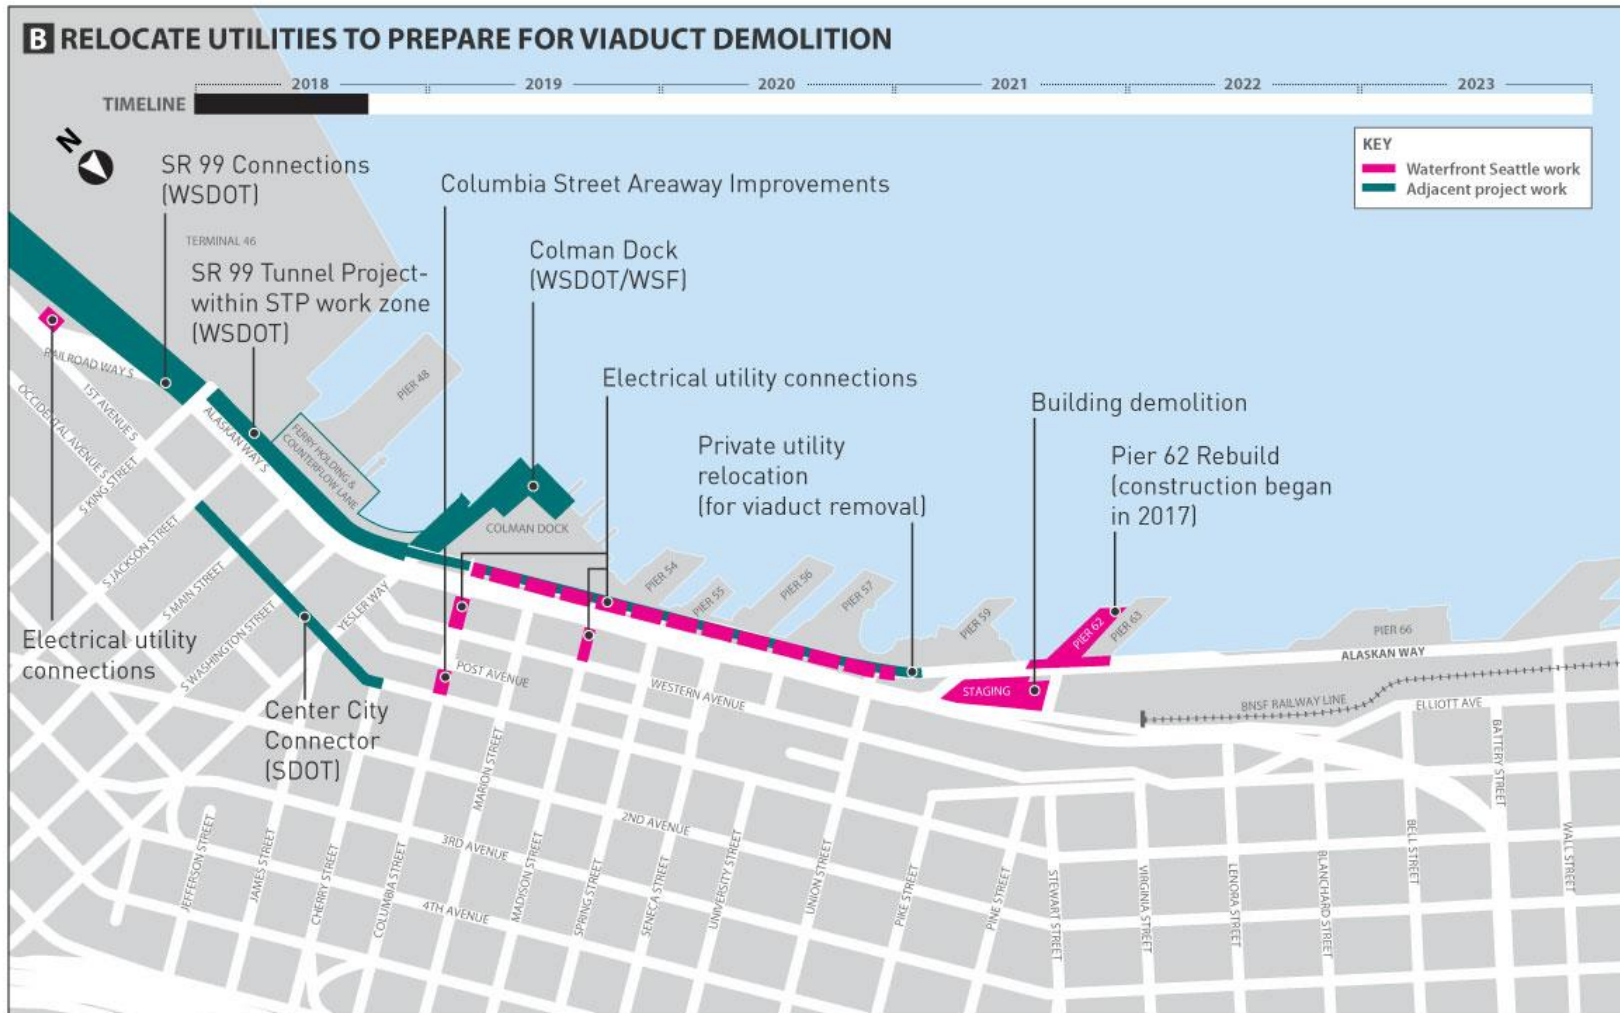 B RELOCATE UTILITIES TO PREPARE FOR VIADUCT DEMOLITION
2018
2019
2020
2021
2022
2023
TIMELINE
N
KEY
Waterfront Seattle work
Adjacent project work
SR 99 Connections
(WSDOT)
Columbia Street Areaway Improvements
TERMINAL 46
SR 99 Tunnel Project-
within STP work zone
(WSDOT)
Colman Dock
(WSDOT/WSF)
Electrical utility connections
Building demolition
Private utility
relocation
(for viaduct removal)
Pier 62 Rebuild
(construction began
in 2017)
RAILROAD WAY S
PIER 48
1ST AVENUE S
OCCIDENTAL AVENUE S
ALASKAN WAY S
FERRY HOLDING &
COUNTERFLOW LANE
COLMAN DOCK
S KING STREET
S JACKSON STREET
S MAIN STREET
S WASHINGTON STREET
YESLER WAY
PIER 54
PIER 55
PIER 56
PIER 57
PIER 59
PIER 62
PIER 63
PIER 66
ALASKAN WAY
Electrical utility
connections
Center City
Connector
(SDOT)
POST AVENUE
WESTERN AVENUE
STAGING
BNSF RAILWAY LINE
ELLIOTT AVE
2ND AVENUE
3RD AVENUE
4TH AVENUE
JEFFERSON STREET
JAMES STREET
CHERRY STREET
COLUMBIA STREET
MARION STREET
MADISON STREET
SPRING STREET
SENECA STREET
UNIVERSITY STREET
UNION STREET
PIKE STREET
PINE STREET
STEWART STREET
VIRGINIA STREET
LENORA STREET
BLANCHARD STREET
BELL STREET
BATTERY STREET
WALL STREET